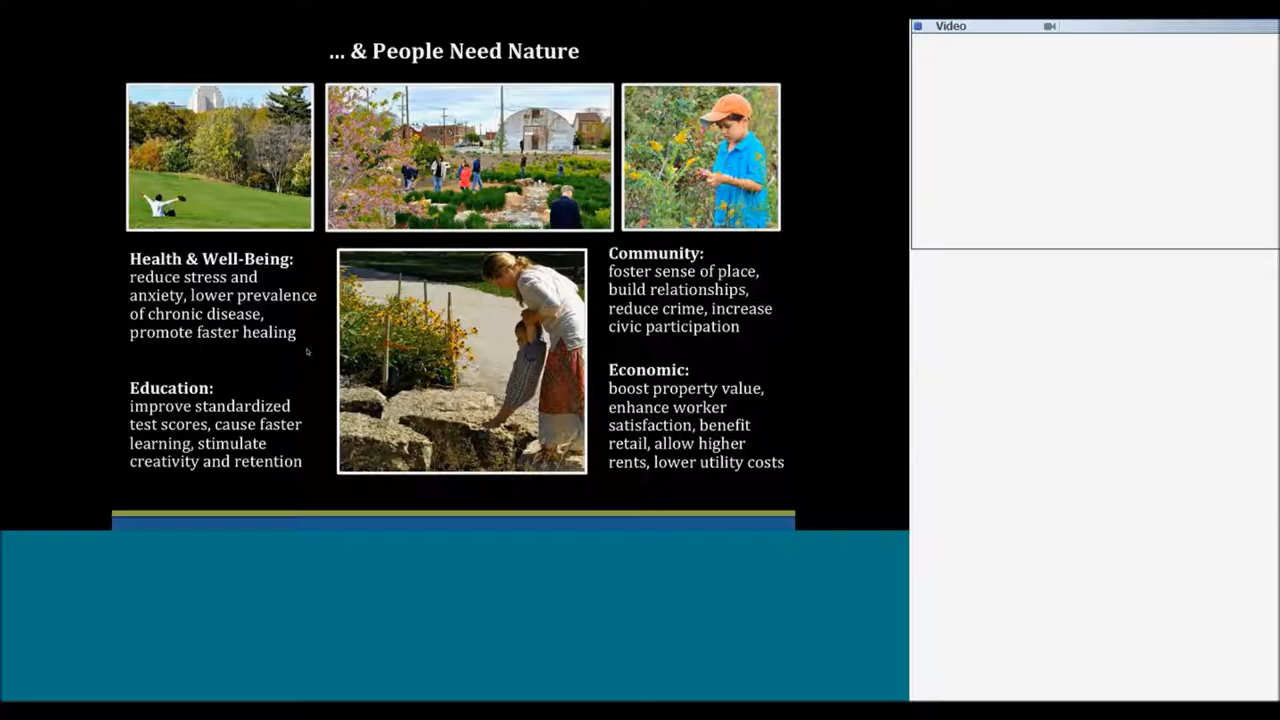 ... & People Need Nature
Video
Health & Well-Being:
reduce stress and
anxiety, lower prevalence
of chronic disease,
promote faster healing
Education:
improve standardized
test scores, cause faster
learning, stimulate
creativity and retention
Community:
foster sense of place,
build relationships,
reduce crime, increase
civic participation
Economic:
boost property value,
enhance worker
satisfaction, benefit
retail, allow higher
rents, lower utility costs